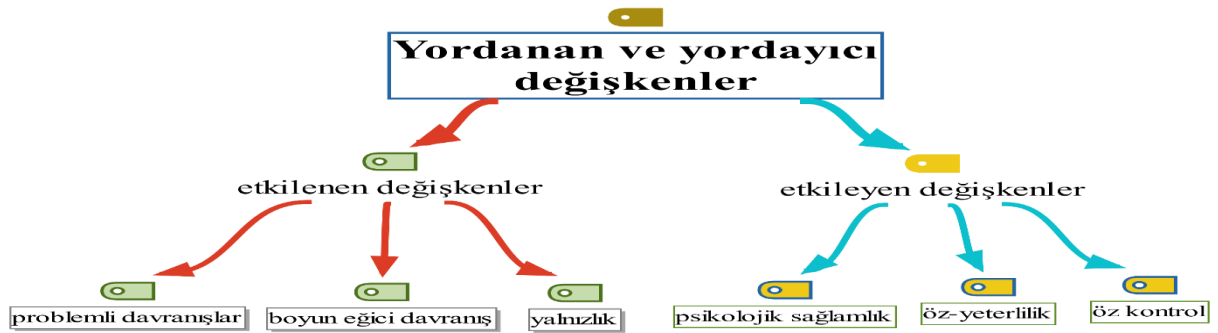 Yordanan ve yordayıcı
değişkenler
etkilenen değişkenler
etkileyen değişkenler
problemli davranışlar
boyun eğici davranış
yalnızlık
psikolojik sağlamlık
öz-yeterlilik
öz kontrol